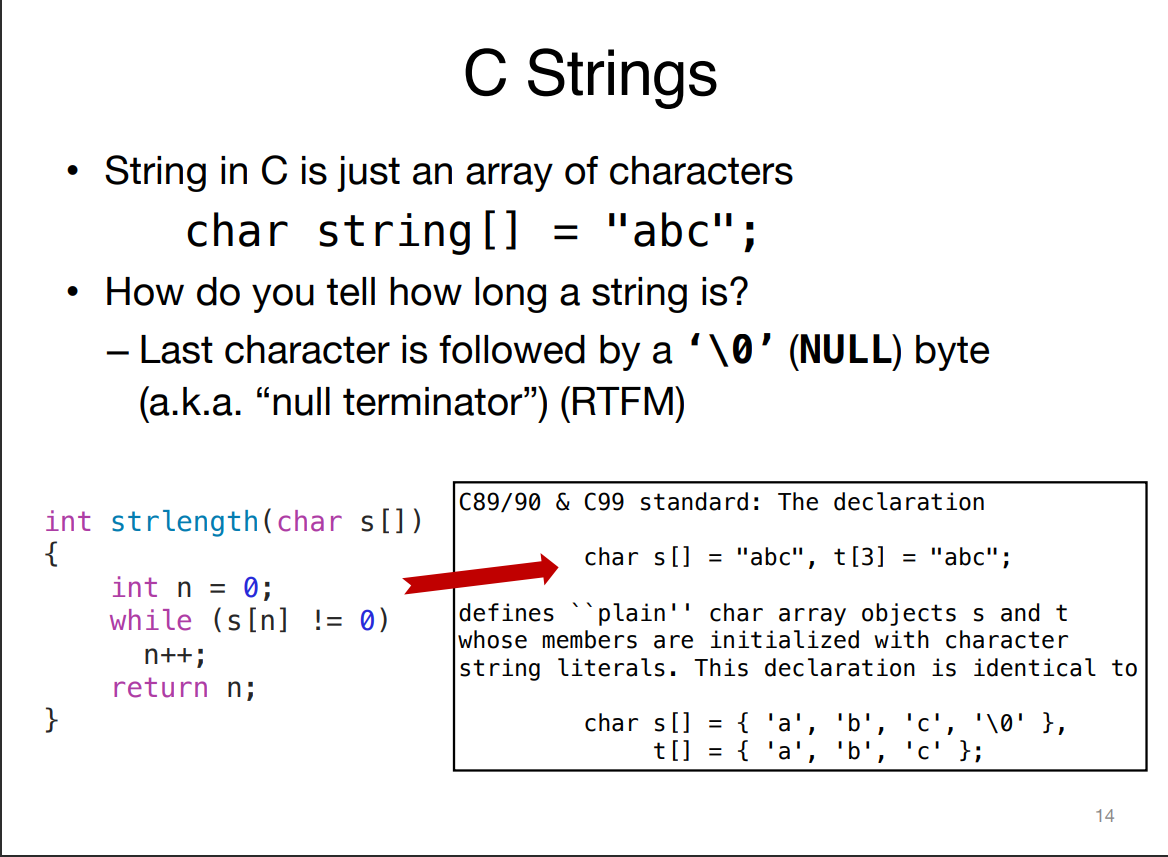 C Strings
• String in C is just an array of characters
char string[] = "abc";
• How do you tell how long a string is?
– Last character is followed by a ‘\0’ (NULL) byte
(a.k.a. “null terminator”) (RTFM)
int strlength(char s[])
{
    int n = 0;
    while (s[n] != 0)
      n++;
    return n;
}
C89/90 & C99 standard: The declaration
char s[] = "abc", t[3] = "abc";
defines ``plain'' char array objects s and t
whose members are initialized with character
string literals. This declaration is identical to
char s[] = { 'a', 'b', 'c', '\0' },
t[] = { 'a', 'b', 'c' };
14